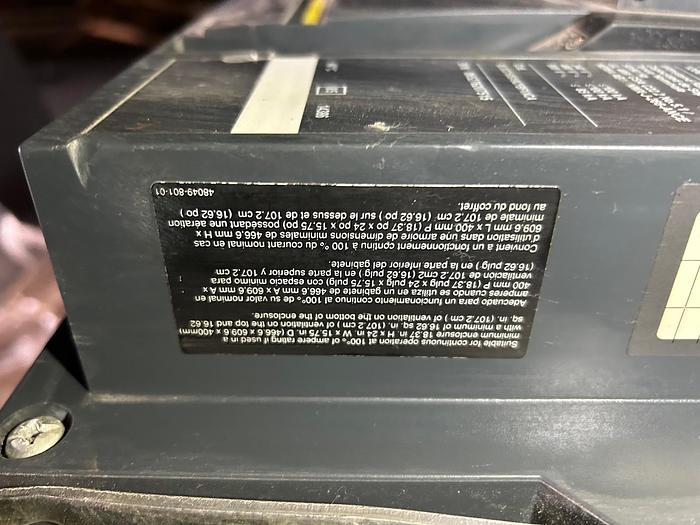 Suitable for continuous operation at 100% of ampere rating if used in a
minimum enclosure 18.37 in. H x 24 in. W x 15.75 in. D (466.6 x 609.6 x 400mm)
with a minimum of 16.62 sq. in. (107.2 cm ) of ventilation on the top and 16.62
sq. in. (107.2 cm ) of ventilation on the bottom of the enclosure.
Adecuado para un funcionamiento continuo al 100% de su valor nominal en
amperes cuando se utiliza en un gabinete de 466,6 mm A x 609,6 mm A x
400 mm P (18.37 pulg x 24 pulg x 15.75 pulg) con espacio minimo para
ventilación de 107.2 cm2 (16.62 pulg ) en la parte superior y 107.2 cm
(16.62 pulg ) en la parte inferior del gabinete.
A convient a un fonctionnement continu à 100 % du courant nominal en cas
d'utilisation dans une armoire de dimensions minimales de 466.6 mm x H
609.6 mm x L 400 mm P (18.37 po x 24 po x 15.75 po) possédant une aération
minimale de 107.2 cm (16.62 po ) sur le dessus et de 107.2 cm (16.62 po )
au fond du coffret.
48049-801-01